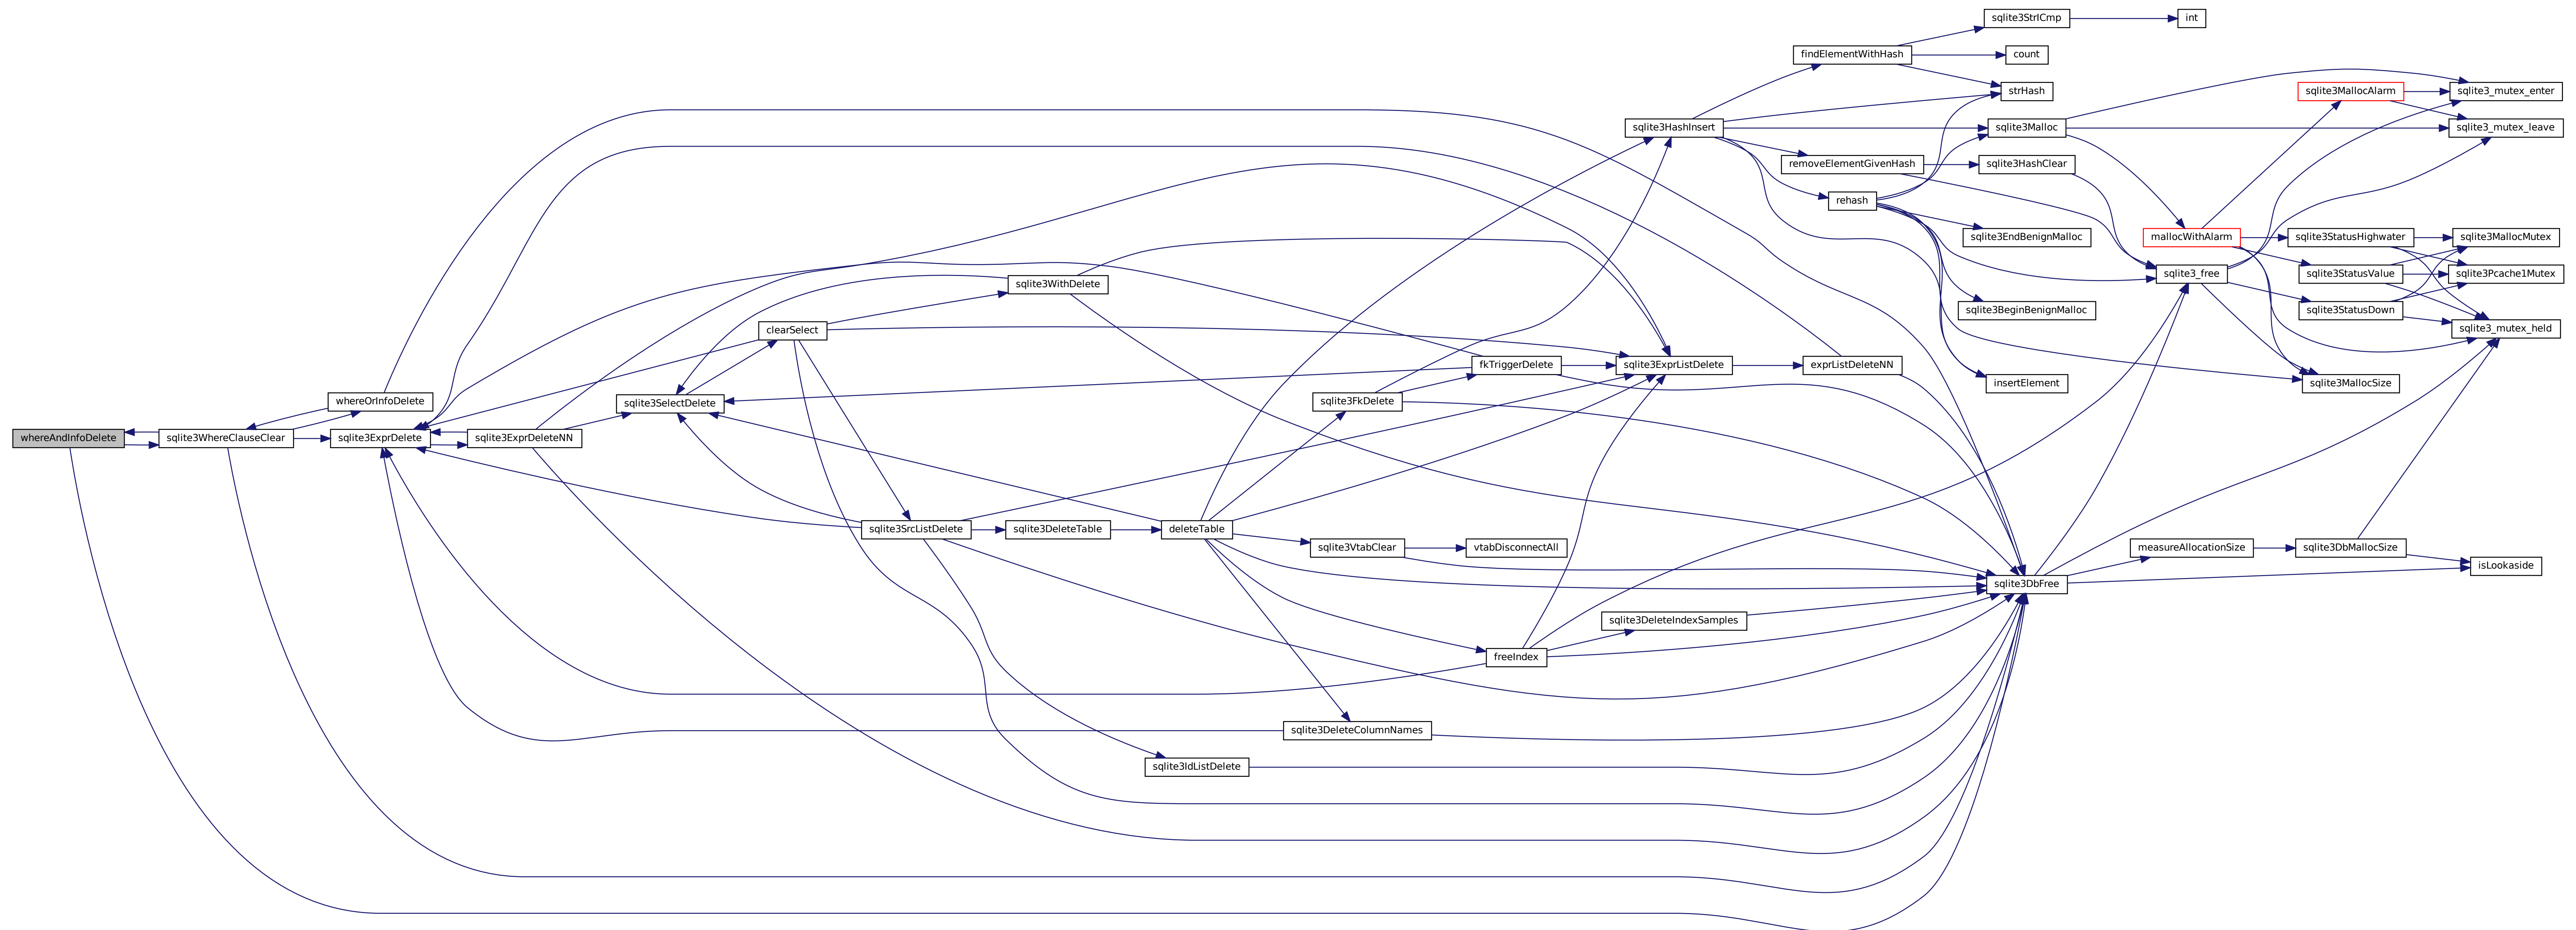 sqlite3StrICmp
int
findElementWithHash
count
strHash
sqlite3MallocAlarm
sqlite3_mutex_enter
sqlite3HashInsert
sqlite3Malloc
sqlite3_mutex_leave
removeElementGivenHash
sqlite3HashClear
rehash
sqlite3EndBenignMalloc
mallocWithAlarm
sqlite3StatusHighwater
sqlite3MallocMutex
sqlite3WithDelete
sqlite3_free
sqlite3StatusValue
sqlite3Pcache1Mutex
sqlite3BeginBenignMalloc
sqlite3StatusDown
clearSelect
sqlite3_mutex_held
fkTriggerDelete
sqlite3ExprListDelete
exprListDeleteNN
insertElement
sqlite3MallocSize
whereOrInfoDelete
sqlite3SelectDelete
sqlite3FkDelete
whereAndInfoDelete
sqlite3WhereClauseClear
sqlite3ExprDelete
sqlite3ExprDeleteNN
sqlite3SrcListDelete
sqlite3DeleteTable
deleteTable
sqlite3VtabClear
vtabDisconnectAll
measureAllocationSize
sqlite3DbMallocSize
isLookaside
sqlite3DbFree
sqlite3DeleteIndexSamples
freeIndex
sqlite3DeleteColumnNames
sqlite3IdListDelete